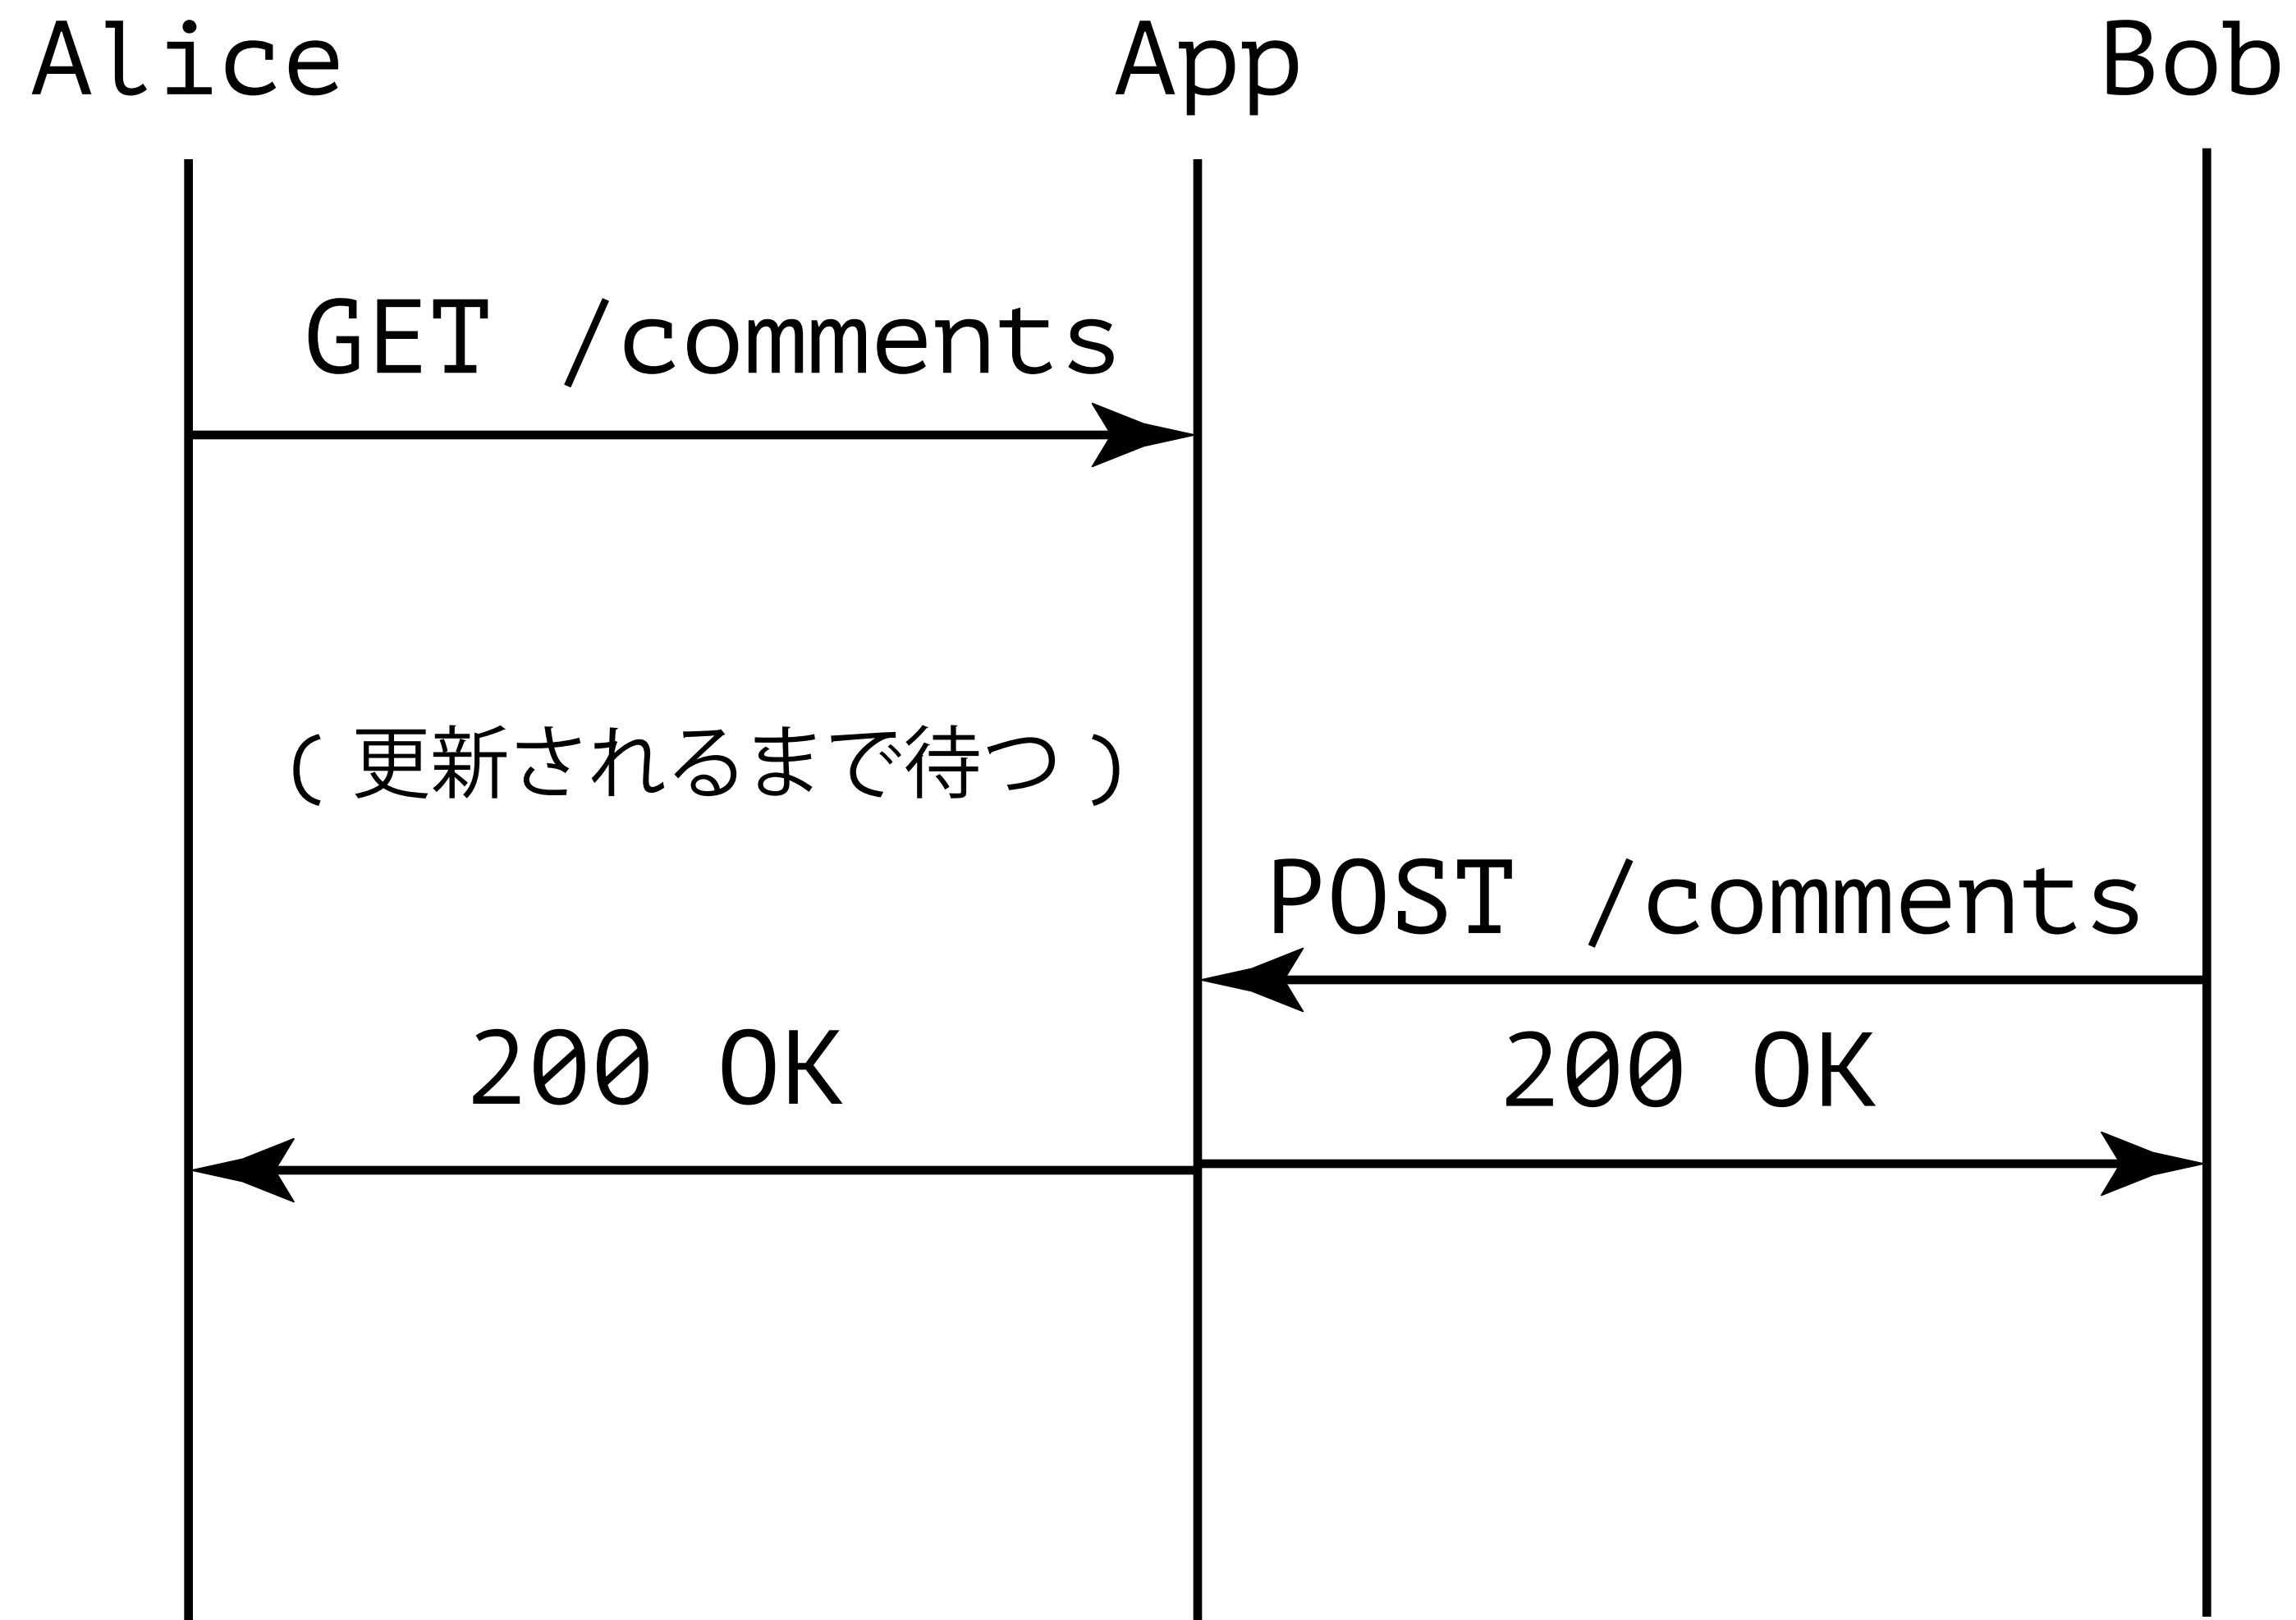 Alice
App
Bob
GET /comments
(更新されるまで待つ)
POST /comments
200 OK
200 OK